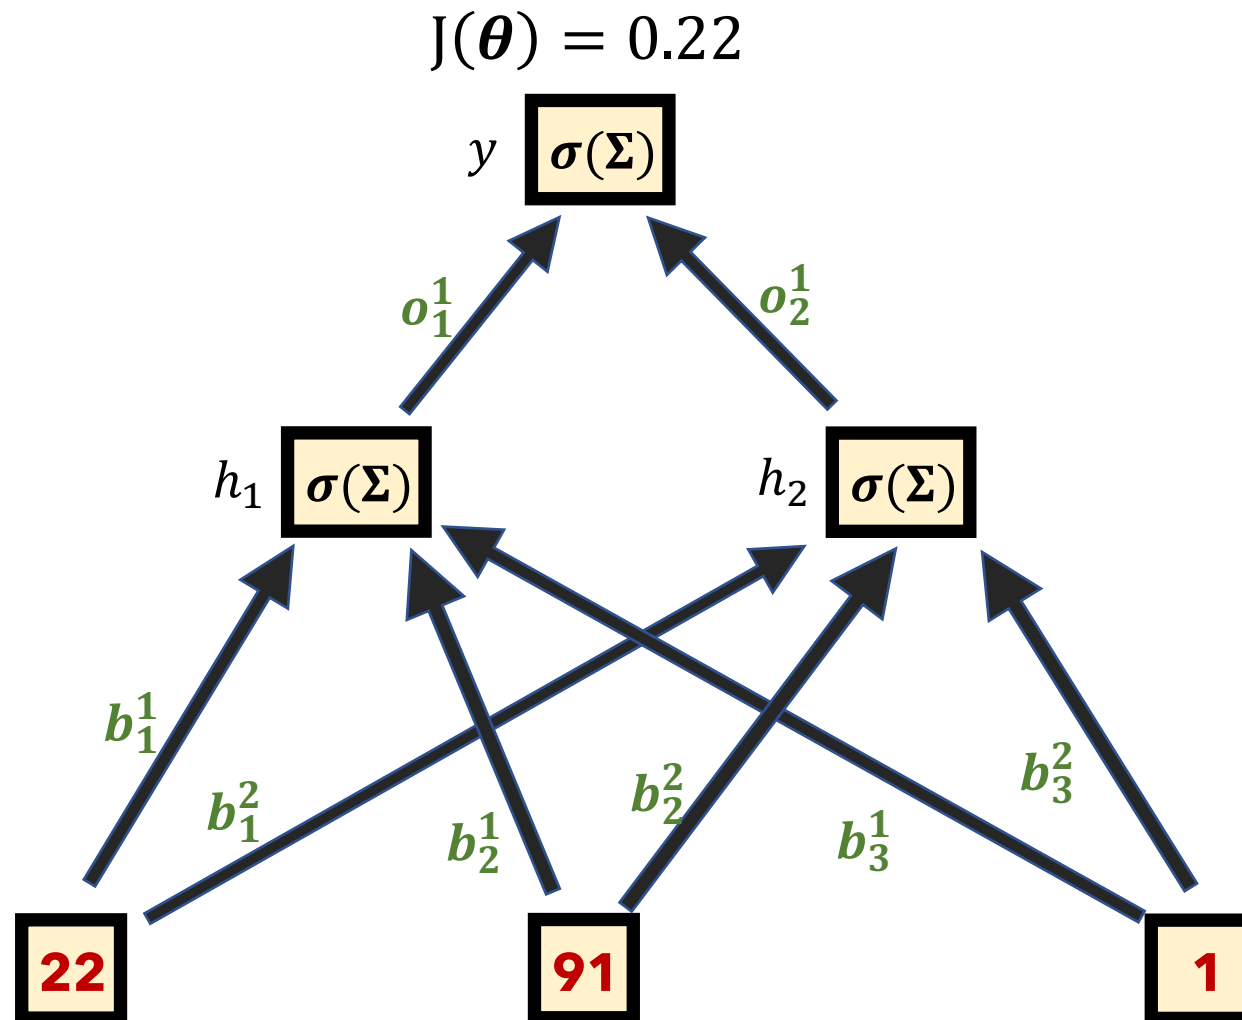 J(θ) = 0.22
y σ(Σ)
o₁¹ o₂¹
h₁ σ(Σ) h₂ σ(Σ)
b₁¹ b₁² b₂¹ b₂² b₃¹ b₃²
22 91 1